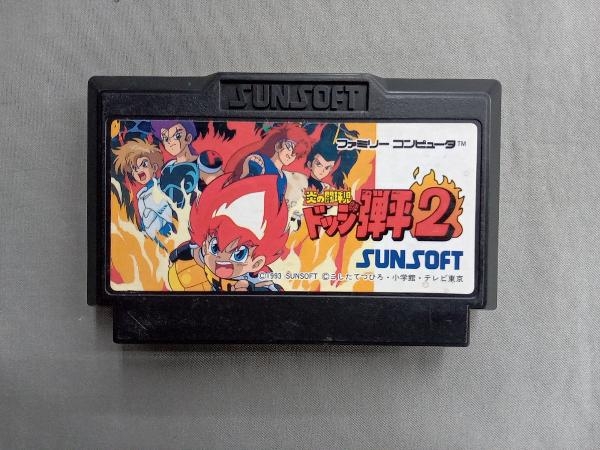 SUNSOFT
ファミリー コンピュータ™
炎の闘球児
ドッジ弾平2
SUNSOFT
©1993 SUNSOFT ©こしたてつひろ・小学館・テレビ東京